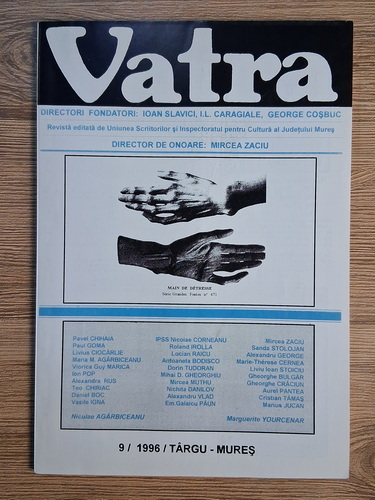 Vatra
DIRECTORI FONDATORI: IOAN SLAVICI, I.L. CARAGIALE, GEORGE COŞBUC
Revistă editată de Uniunea Scriitorilor şi Inspectoratul pentru Cultură al Judeţului Mureş
DIRECTOR DE ONOARE: MIRCEA ZACIU
MAIN DE DÉTRESSE
Pavel CHIHAIA
Paul GOMA
Livius CIOCÂRLIE
Maria M. AGÂRBICEANU
Viorica Guy MARICA
Ion POP
Alexandra RUS
Teo CHIRIAC
Daniel BOC
Vasile IGNA
Nicolae AGÂRBICEANU
IPSS Nicolae CORNEANU
Roland IROLLA
Lucian RAICU
Antoaneta BODISCO
Dorin TUDORAN
Mihai D. GHEORGHIU
Mircea MUTHU
Nichita DANILOV
Alexandru VLAD
Em.Galaicu PĂUN
Mircea ZACIU
Sanda STOLOJAN
Alexandru GEORGE
Marie-Thérèse CERNEA
Liviu Ioan STOICIU
Gheorghe BULGĂR
Gheorghe CRĂCIUN
Aurel PANTEA
Cristian TĂMAŞ
Marius JUCAN
Marguerite YOURCENAR
9 / 1996 / TÂRGU - MUREŞ